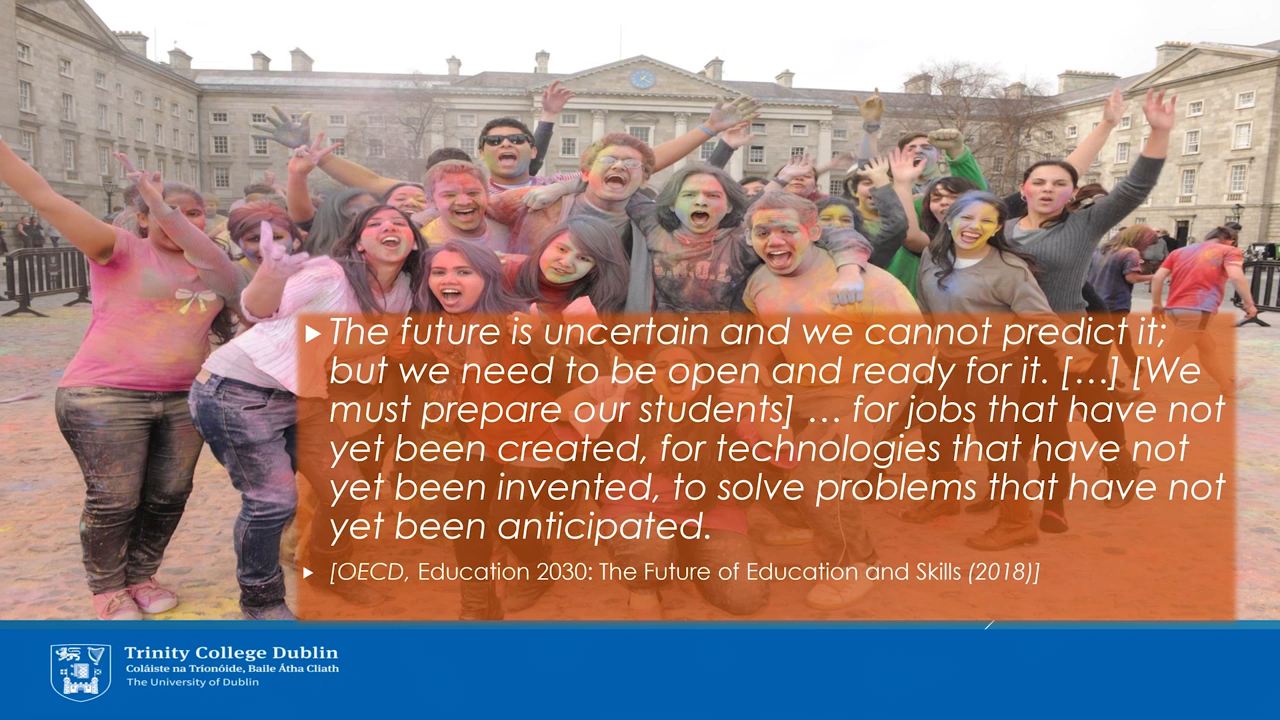 The future is uncertain and we cannot predict it;
but we need to be open and ready for it. […] [We
must prepare our students] … for jobs that have not
yet been created, for technologies that have not
yet been invented, to solve problems that have not
yet been anticipated.
[OECD, Education 2030: The Future of Education and Skills (2018)]
Trinity College Dublin
Coláiste na Tríonóide, Baile Átha Cliath
The University of Dublin